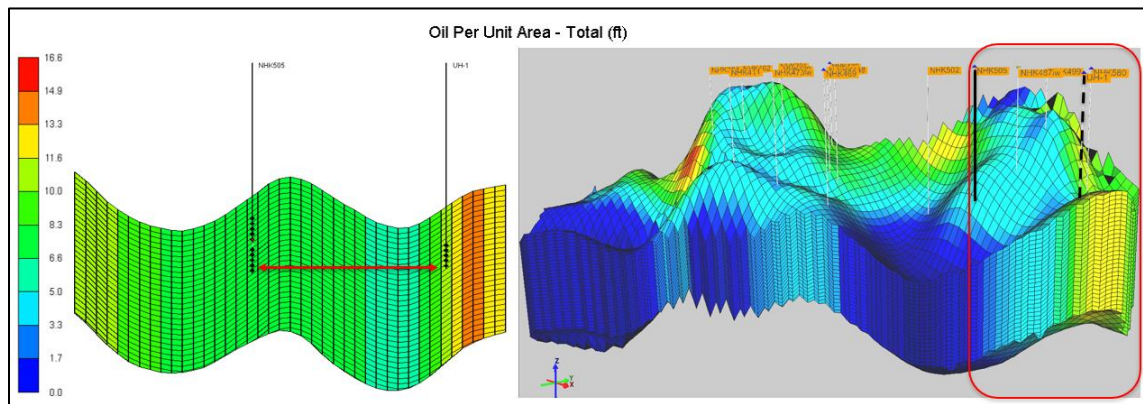 Oil Per Unit Area - Total (ft)
16.6
14.9
13.3
11.6
10.0
8.3
6.6
5.0
3.3
1.7
0.0
NHK505
UH-1
NHK411
NHK502
NHK505
UH-1
Z
Y
X